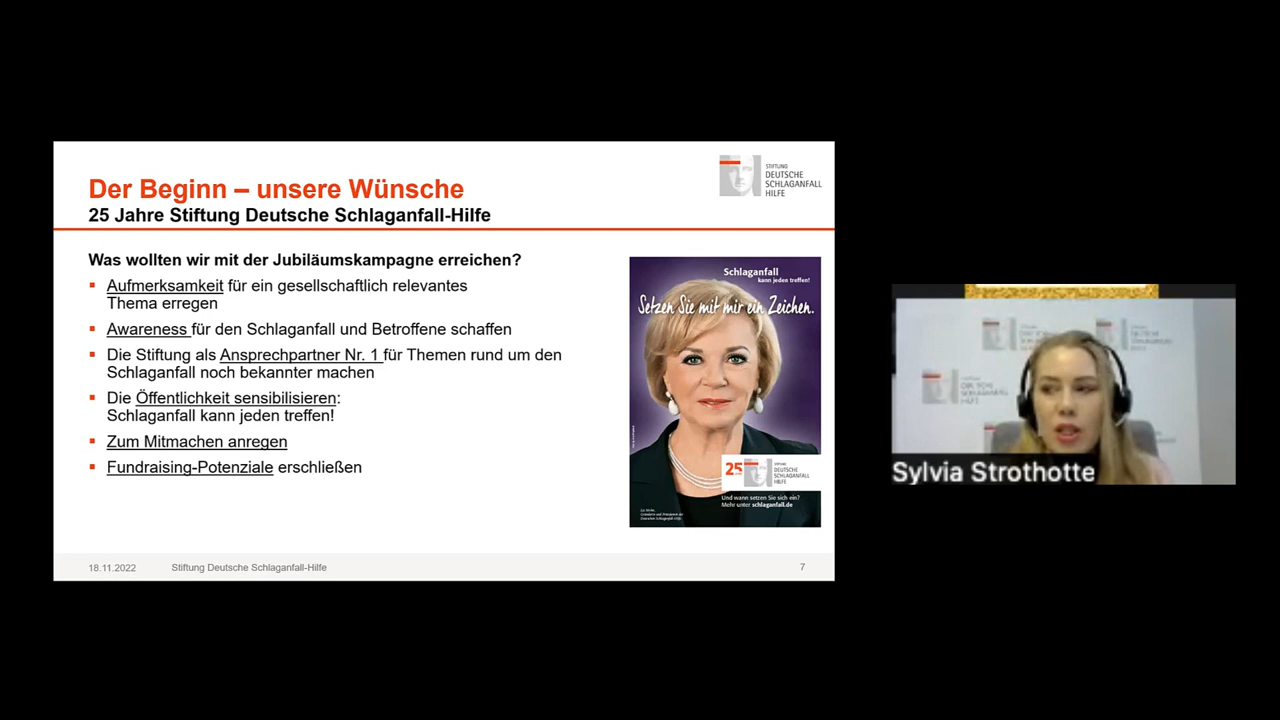 Der Beginn – unsere Wünsche
25 Jahre Stiftung Deutsche Schlaganfall-Hilfe
STIFTUNG
DEUTSCHE
SCHLAGANFALL
HILFE
Was wollten wir mit der Jubiläumskampagne erreichen?
Aufmerksamkeit für ein gesellschaftlich relevantes
Thema erregen
Awareness für den Schlaganfall und Betroffene schaffen
Die Stiftung als Ansprechpartner Nr. 1 für Themen rund um den
Schlaganfall noch bekannter machen
Die Öffentlichkeit sensibilisieren:
Schlaganfall kann jeden treffen!
Zum Mitmachen anregen
Fundraising-Potenziale erschließen
Schlaganfall
kann jeden treffen!
Setzen Sie mit mir ein Zeichen.
25
STIFTUNG
DEUTSCHE
SCHLAGANFALL
HILFE
Und wann setzen Sie sich ein?
Mehr unter schlaganfall.de
18.11.2022
Stiftung Deutsche Schlaganfall-Hilfe
7
Sylvia Strothotte